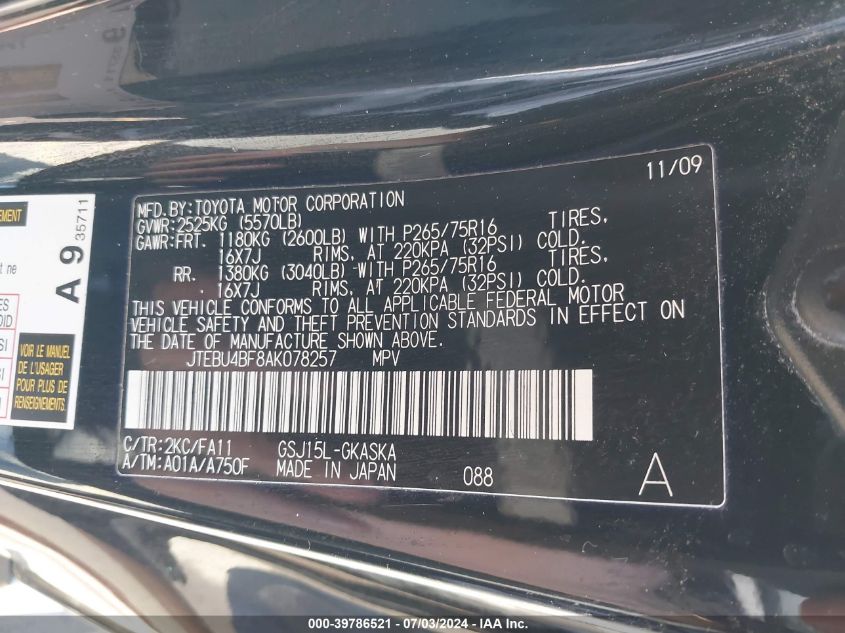 11/09
MFD.BY:TOYOTA MOTOR CORPORATION
GVWR:2525KG (5570LB)
GAWR:FRT. 1180KG (2600LB) WITH P265/75R16 TIRES,
16X7J RIMS, AT 220KPA (32PSI) COLD.
RR. 1380KG (3040LB) WITH P265/75R16 TIRES,
16X7J RIMS, AT 220KPA (32PSI) COLD.
THIS VEHICLE CONFORMS TO ALL APPLICABLE FEDERAL MOTOR
VEHICLE SAFETY AND THEFT PREVENTION STANDARDS IN EFFECT ON
THE DATE OF MANUFACTURE SHOWN ABOVE.
JTEBU4BF8AK078257 MPV
C/TR:2KC/FA11 GSJ15L-GKASKA
A/TM:A01A/A750F MADE IN JAPAN 088 A
A 9 35711
VOIR LE MANUEL
DE L'USAGER
POUR PLUS DE
RENSEIGNEMENTS
000-39786521 - 07/03/2024 - IAA Inc.